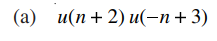 (a) u(n + 2) u(−n + 3)